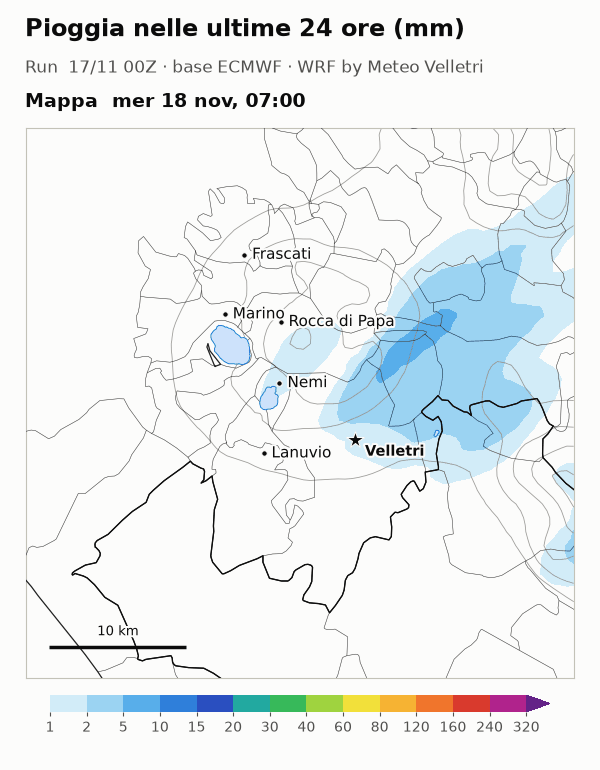 Pioggia nelle ultime 24 ore (mm)
Run  17/11 00Z · base ECMWF · WRF by Meteo Velletri
Mappa  mer 18 nov, 07:00
Frascati
Marino
Rocca di Papa
Nemi
Velletri
Lanuvio
10 km
1 2 5 10 15 20 30 40 60 80 120 160 240 320